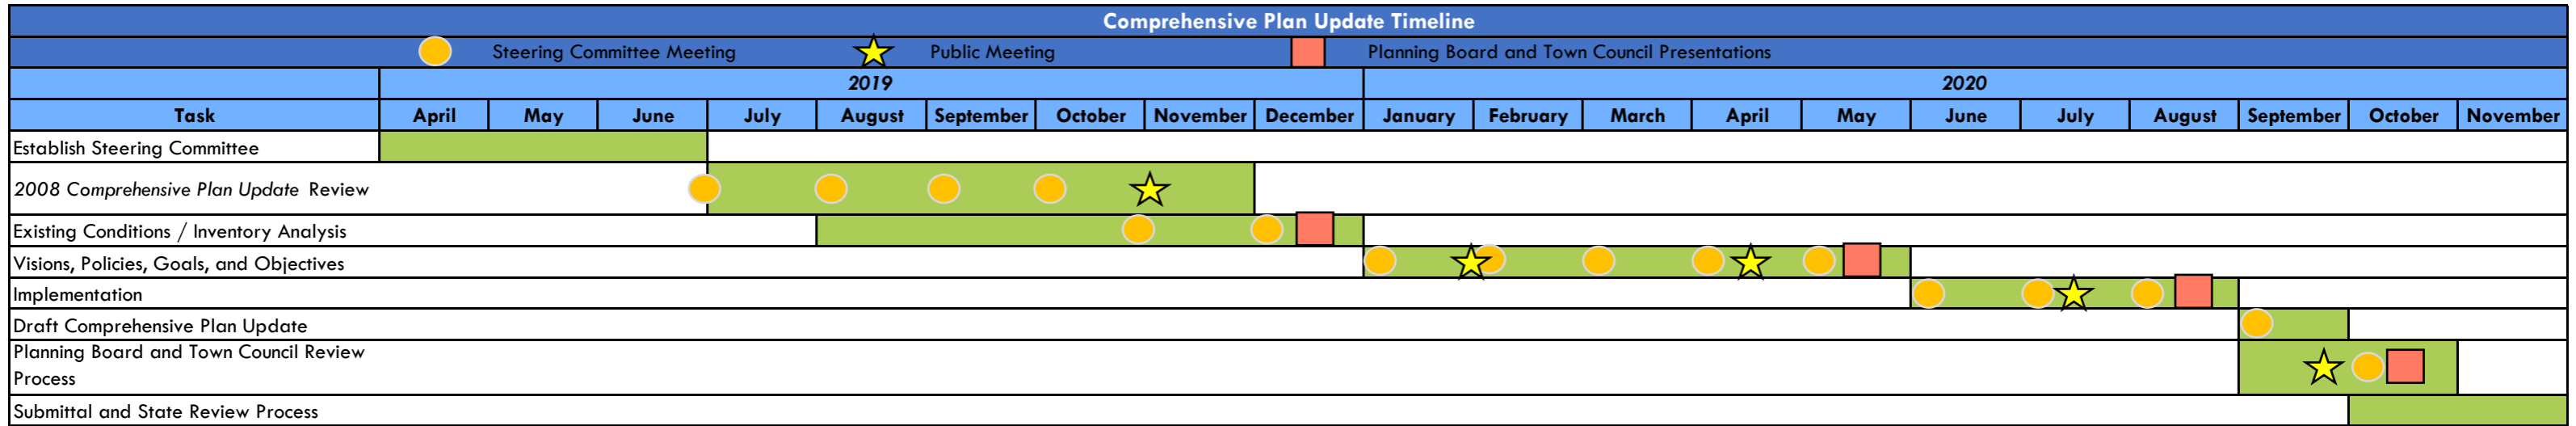 Comprehensive Plan Update Timeline
Steering Committee Meeting Public Meeting Planning Board and Town Council Presentations
2019 2020
Task April May June July August September October November December January February March April May June July August September October November
Establish Steering Committee
2008 Comprehensive Plan Update Review
Existing Conditions / Inventory Analysis
Visions, Policies, Goals, and Objectives
Implementation
Draft Comprehensive Plan Update
Planning Board and Town Council Review
Process
Submittal and State Review Process